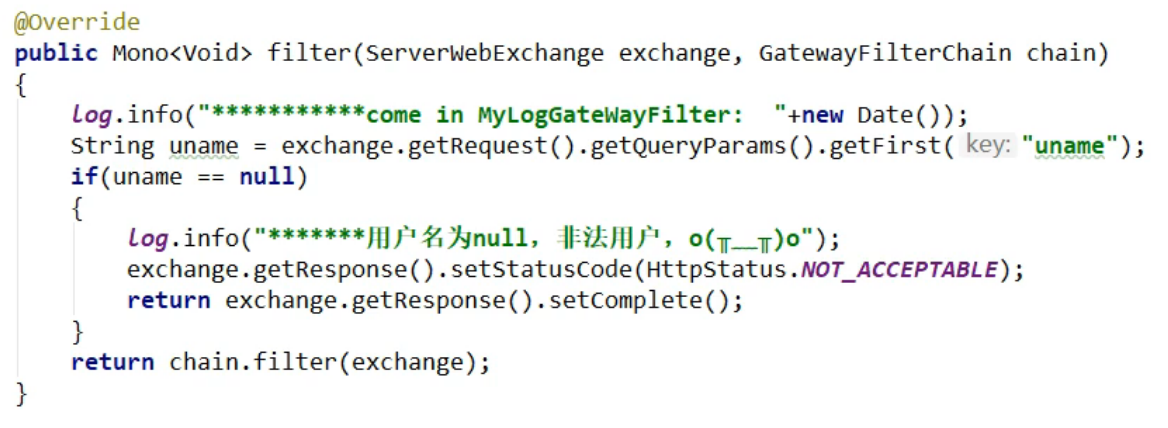 @Override
public Mono<Void> filter(ServerWebExchange exchange, GatewayFilterChain chain)
{
log.info("***********come in MyLogGateWayFilter:  "+new Date());
String uname = exchange.getRequest().getQueryParams().getFirst( key: "uname");
if(uname == null)
{
log.info("*******用户名为null，非法用户，o(╥﹏╥)o");
exchange.getResponse().setStatusCode(HttpStatus.NOT_ACCEPTABLE);
return exchange.getResponse().setComplete();
}
return chain.filter(exchange);
}